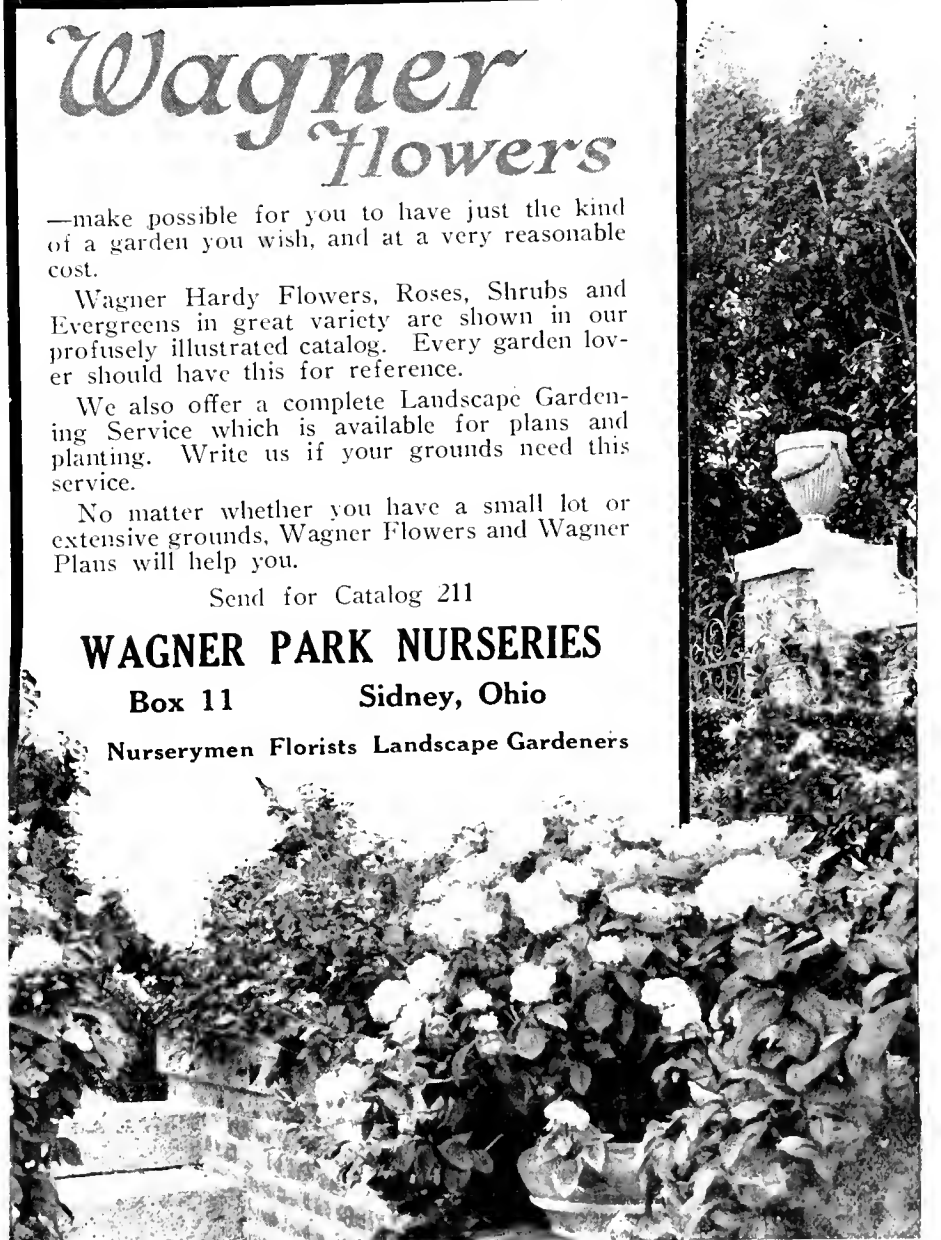 Wagner
Flowers
—make possible for you to have just the kind
of a garden you wish, and at a very reasonable
cost.
Wagner Hardy Flowers, Roses, Shrubs and
Evergreens in great variety are shown in our
profusely illustrated catalog. Every garden lov-
er should have this for reference.
We also offer a complete Landscape Garden-
ing Service which is available for plans and
planting. Write us if your grounds need this
service.
No matter whether you have a small lot or
extensive grounds, Wagner Flowers and Wagner
Plans will help you.
Send for Catalog 211
WAGNER PARK NURSERIES
Box 11 Sidney, Ohio
Nurserymen Florists Landscape Gardeners